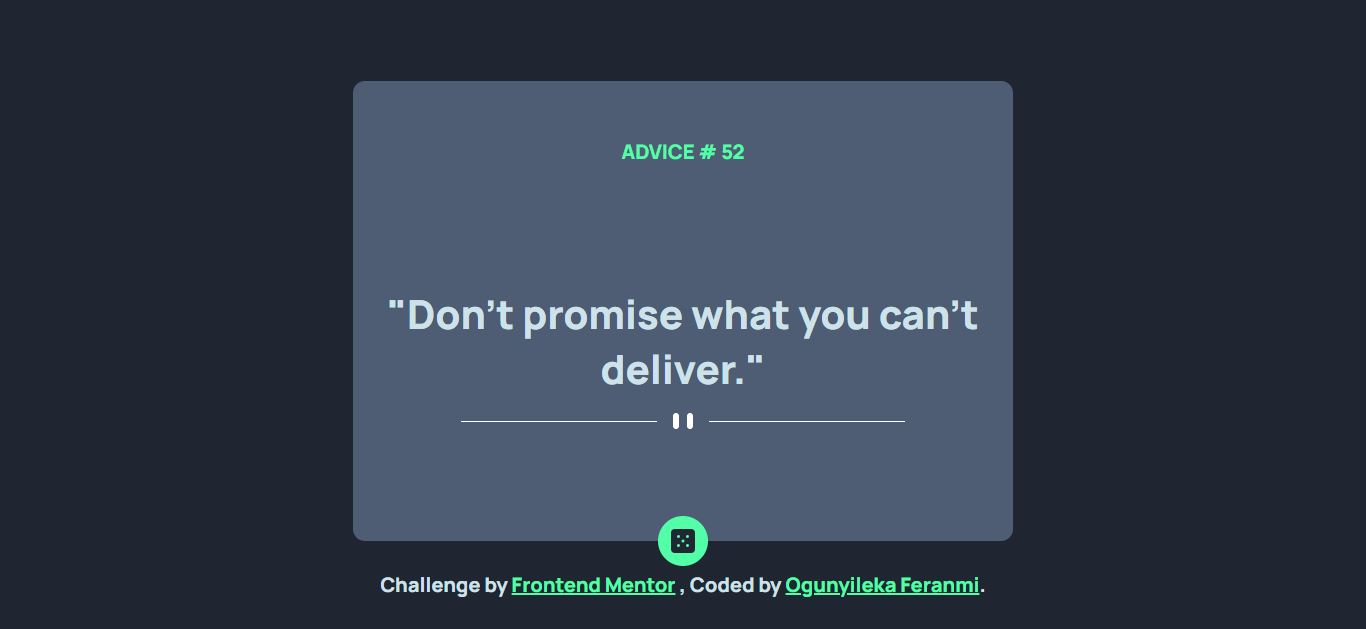 ADVICE # 52
"Don’t promise what you can’t
deliver."
Challenge by Frontend Mentor , Coded by Ogunyileka Feranmi.